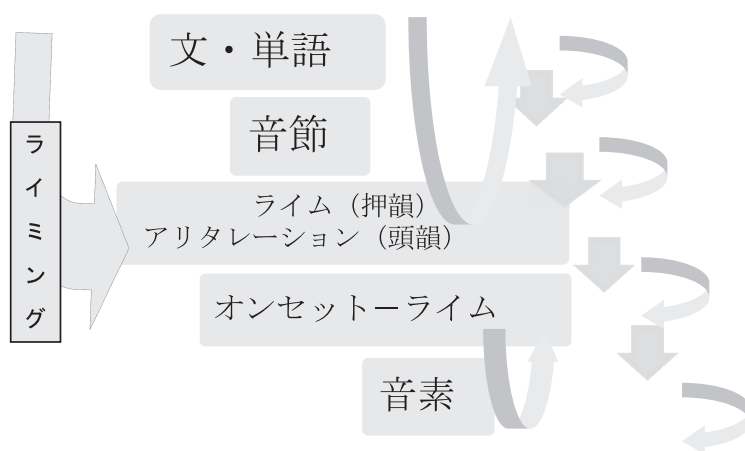 文・単語
音節
ライミング
ライム（押韻）
アリタレーション（頭韻）
オンセットーライム
音素